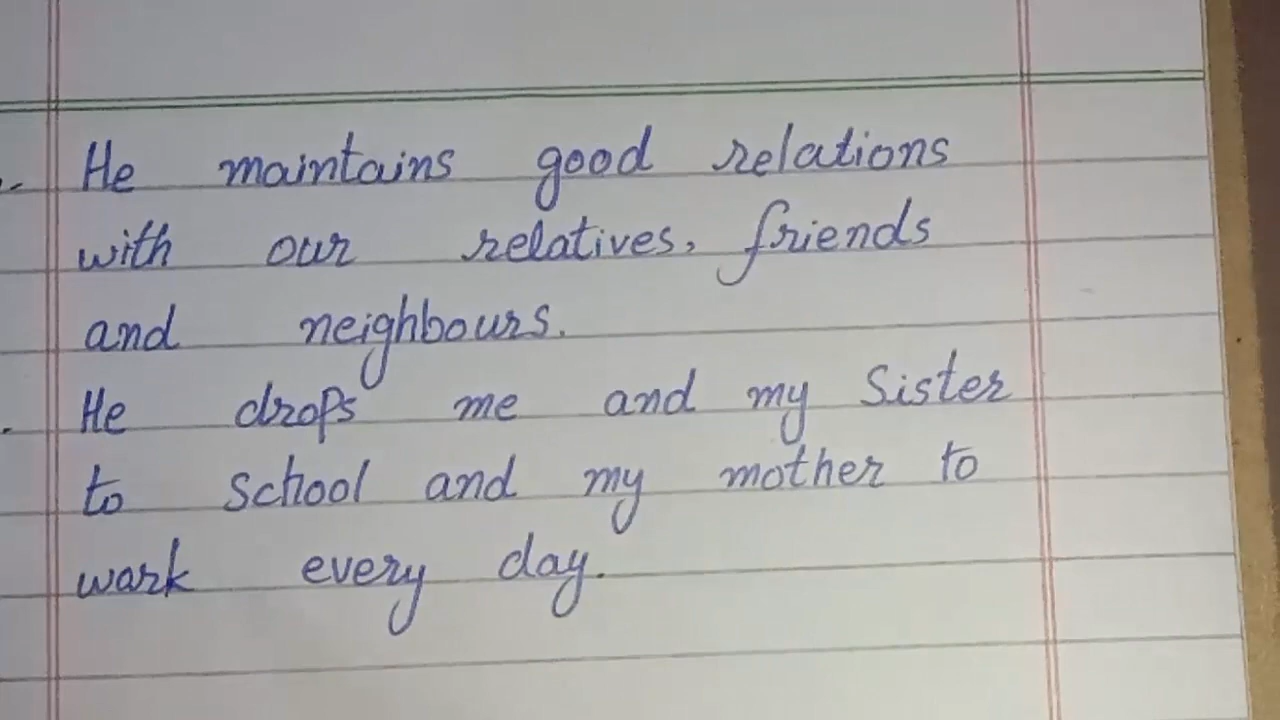 He maintains good relations
with our relatives, friends
and neighbours.
He drops me and my Sister
to school and my mother to
wark every day.